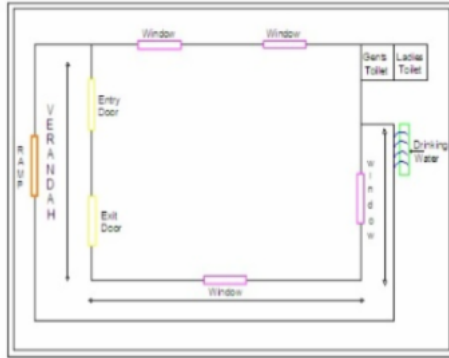 Window
Window
Gents
Toilet
Ladies
Toilet
Entry
Door
VERANDAH
RAMP
Drinking
Water
window
Exit
Door
Window